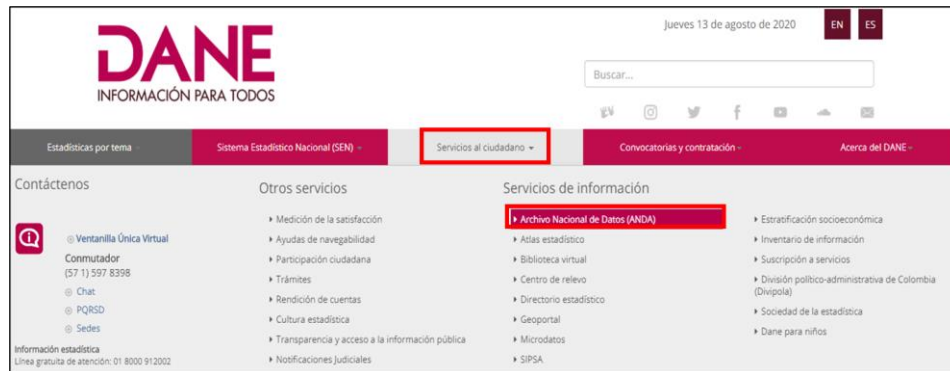 Jueves 13 de agosto de 2020
EN ES
DANE
INFORMACIÓN PARA TODOS
Buscar...
Estadísticas por tema
Sistema Estadístico Nacional (SEN)
Servicios al ciudadano
Convocatorias y contratación
Acerca del DANE
Contáctenos
Ventanilla Única Virtual
Conmutador
(57 1) 597 8398
Chat
PQRSD
Sedes
Información estadística
Línea gratuita de atención: 01 8000 912002
Otros servicios
Medición de la satisfacción
Ayudas de navegabilidad
Participación ciudadana
Trámites
Rendición de cuentas
Cultura estadística
Transparencia y acceso a la información pública
Notificaciones Judiciales
Servicios de información
Archivo Nacional de Datos (ANDA)
Atlas estadístico
Biblioteca virtual
Centro de relevo
Directorio estadístico
Geoportal
Microdatos
SIPSA
Estratificación socioeconómica
Inventario de información
Suscripción a servicios
División político-administrativa de Colombia
(Divipola)
Sociedad de la estadística
Dane para niños